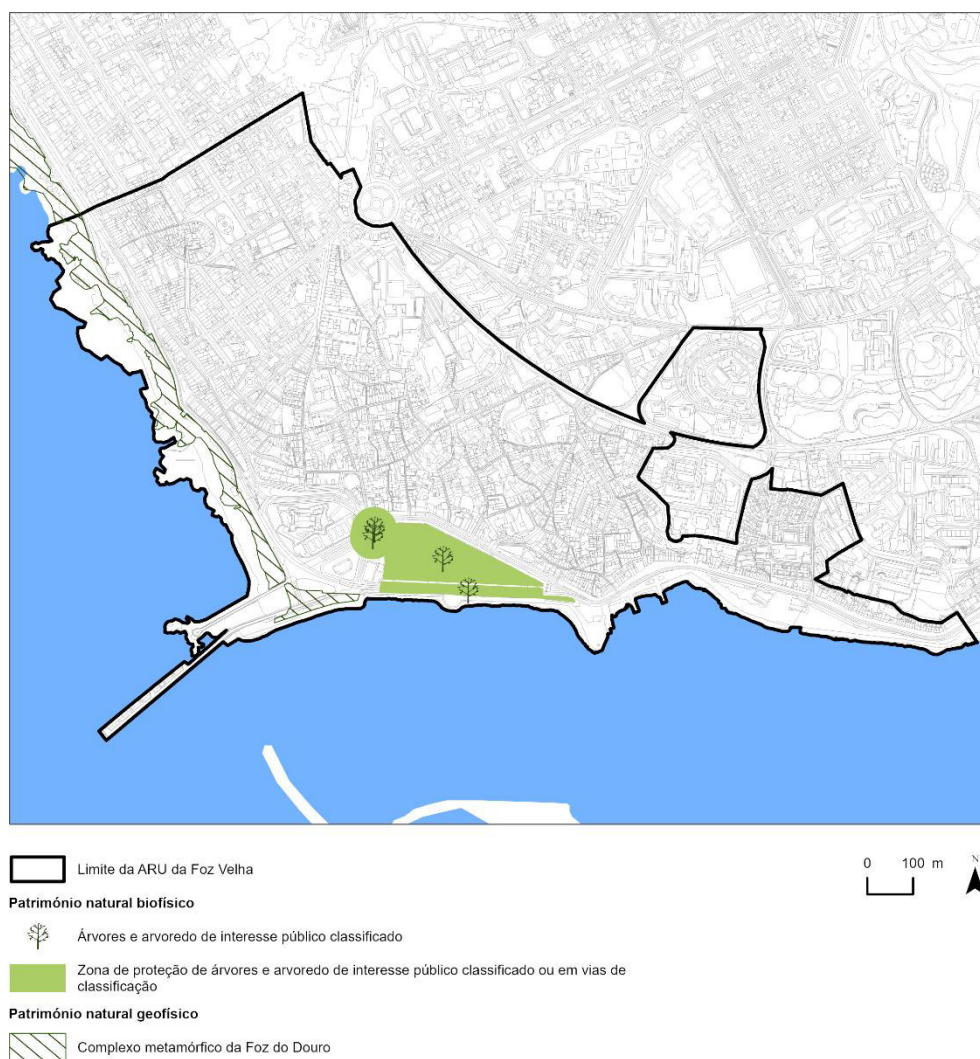 Limite da ARU da Foz Velha
0 100 m
N
Património natural biofísico
Árvores e arvoredo de interesse público classificado
Zona de proteção de árvores e arvoredo de interesse público classificado ou em vias de
classificação
Património natural geofísico
Complexo metamórfico da Foz do Douro